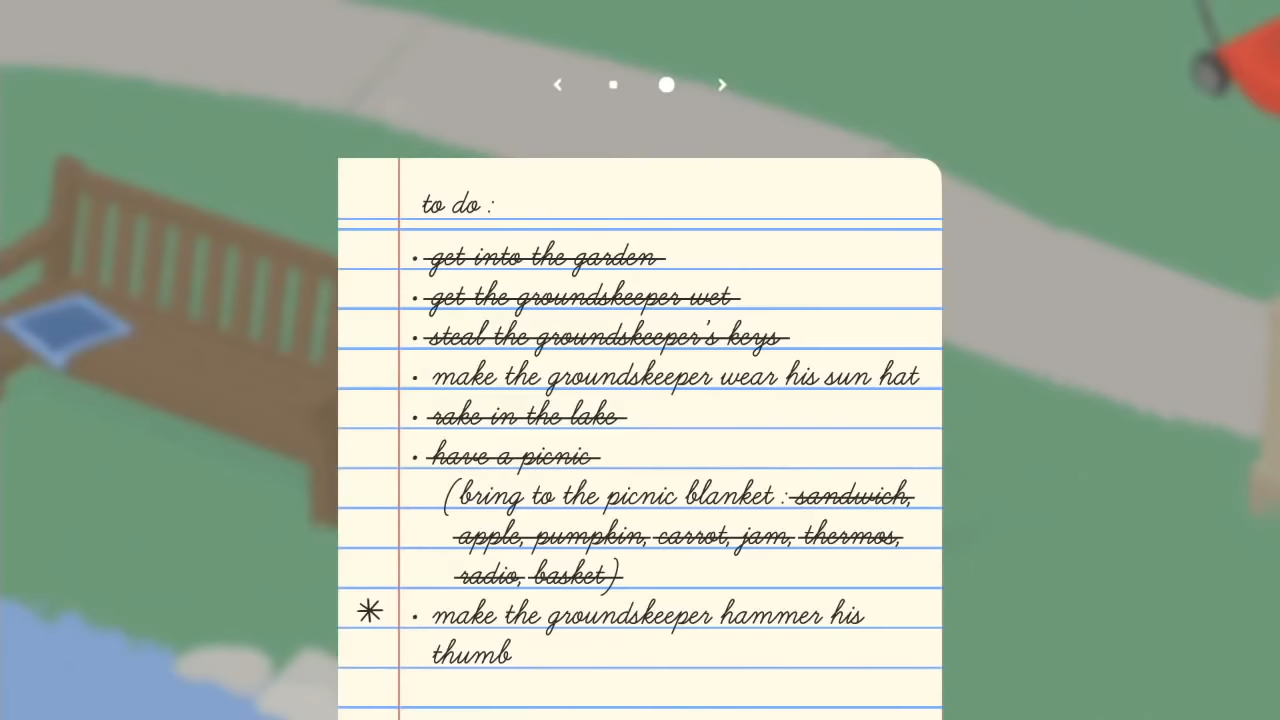 to do :
• get into the garden
• get the groundskeeper wet
• steal the groundskeeper's keys
• make the groundskeeper wear his sun hat
• rake in the lake
• have a picnic
(bring to the picnic blanket : sandwich,
apple, pumpkin, carrot, jam, thermos,
radio, basket)
* • make the groundskeeper hammer his
thumb